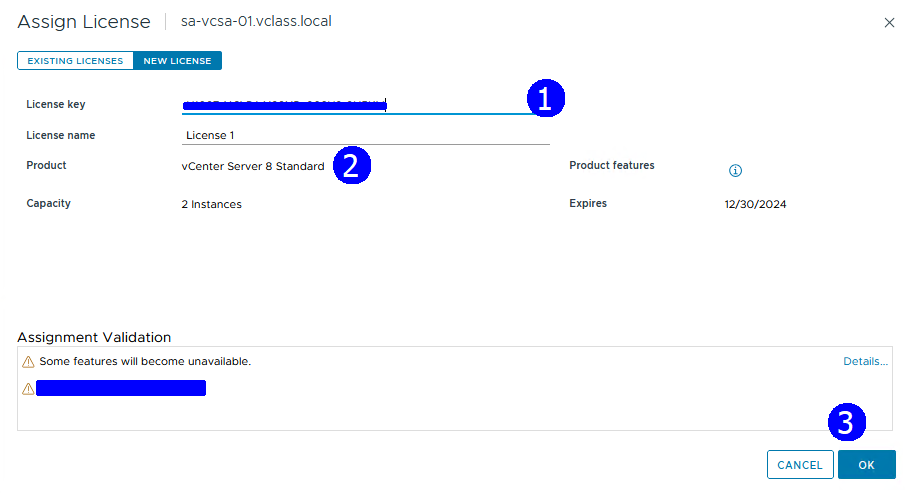 Assign License sa-vcsa-01.vclass.local
EXISTING LICENSES NEW LICENSE
License key 1
License name License 1
Product vCenter Server 8 Standard 2 Product features
Capacity 2 Instances Expires 12/30/2024
Assignment Validation
Some features will become unavailable. Details...
3
CANCEL OK